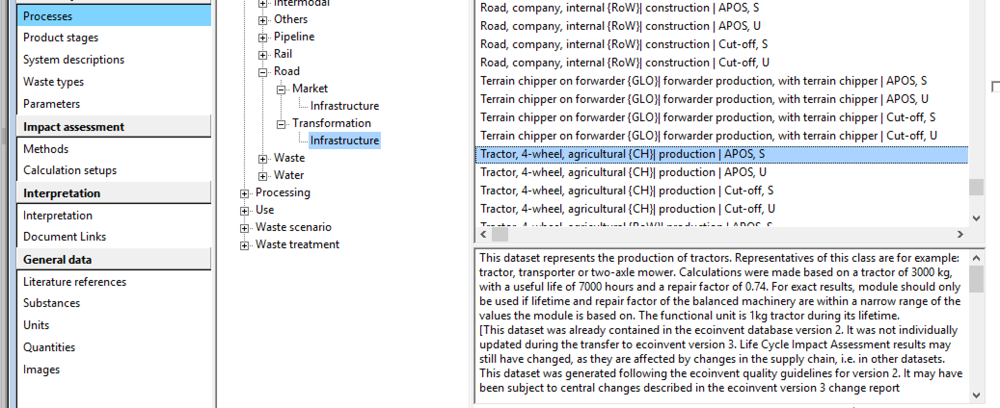 Processes
Product stages
System descriptions
Waste types
Parameters
Impact assessment
Methods
Calculation setups
Interpretation
Interpretation
Document Links
General data
Literature references
Substances
Units
Quantities
Images
Intermodal
Others
Pipeline
Rail
Road
Market
Infrastructure
Transformation
Infrastructure
Waste
Water
Processing
Use
Waste scenario
Waste treatment
Road, company, internal {RoW}| construction | APOS, S
Road, company, internal {RoW}| construction | APOS, U
Road, company, internal {RoW}| construction | Cut-off, S
Road, company, internal {RoW}| construction | Cut-off, U
Terrain chipper on forwarder {GLO}| forwarder production, with terrain chipper | APOS, S
Terrain chipper on forwarder {GLO}| forwarder production, with terrain chipper | APOS, U
Terrain chipper on forwarder {GLO}| forwarder production, with terrain chipper | Cut-off, S
Terrain chipper on forwarder {GLO}| forwarder production, with terrain chipper | Cut-off, U
Tractor, 4-wheel, agricultural {CH}| production | APOS, S
Tractor, 4-wheel, agricultural {CH}| production | APOS, U
Tractor, 4-wheel, agricultural {CH}| production | Cut-off, S
Tractor, 4-wheel, agricultural {CH}| production | Cut-off, U
Tractor, 4-wheel, agricultural {RoW}| production | APOS, S
This dataset represents the production of tractors. Representatives of this class are for example:
tractor, transporter or two-axle mower. Calculations were made based on a tractor of 3000 kg,
with a useful life of 7000 hours and a repair factor of 0.74. For exact results, module should only
be used if lifetime and repair factor of the balanced machinery are within a narrow range of the
values the module is based on. The functional unit is 1kg tractor during its lifetime.
[This dataset was already contained in the ecoinvent database version 2. It was not individually
updated during the transfer to ecoinvent version 3. Life Cycle Impact Assessment results may
still have changed, as they are affected by changes in the supply chain, i.e. in other datasets.
This dataset was generated following the ecoinvent quality guidelines for version 2. It may have
been subject to central changes described in the ecoinvent version 3 change report